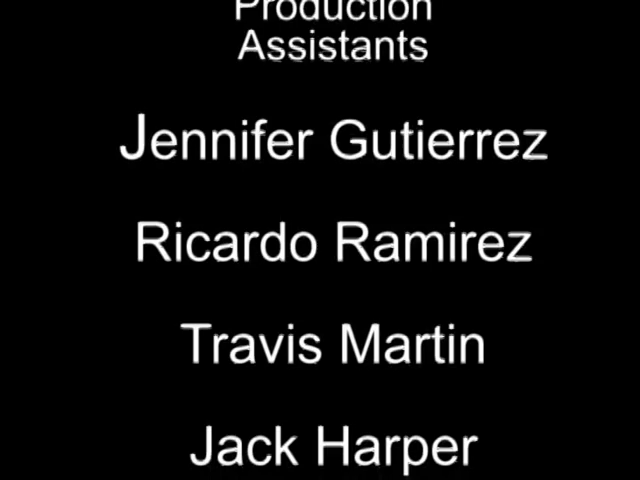 Production
Assistants
Jennifer Gutierrez
Ricardo Ramirez
Travis Martin
Jack Harper